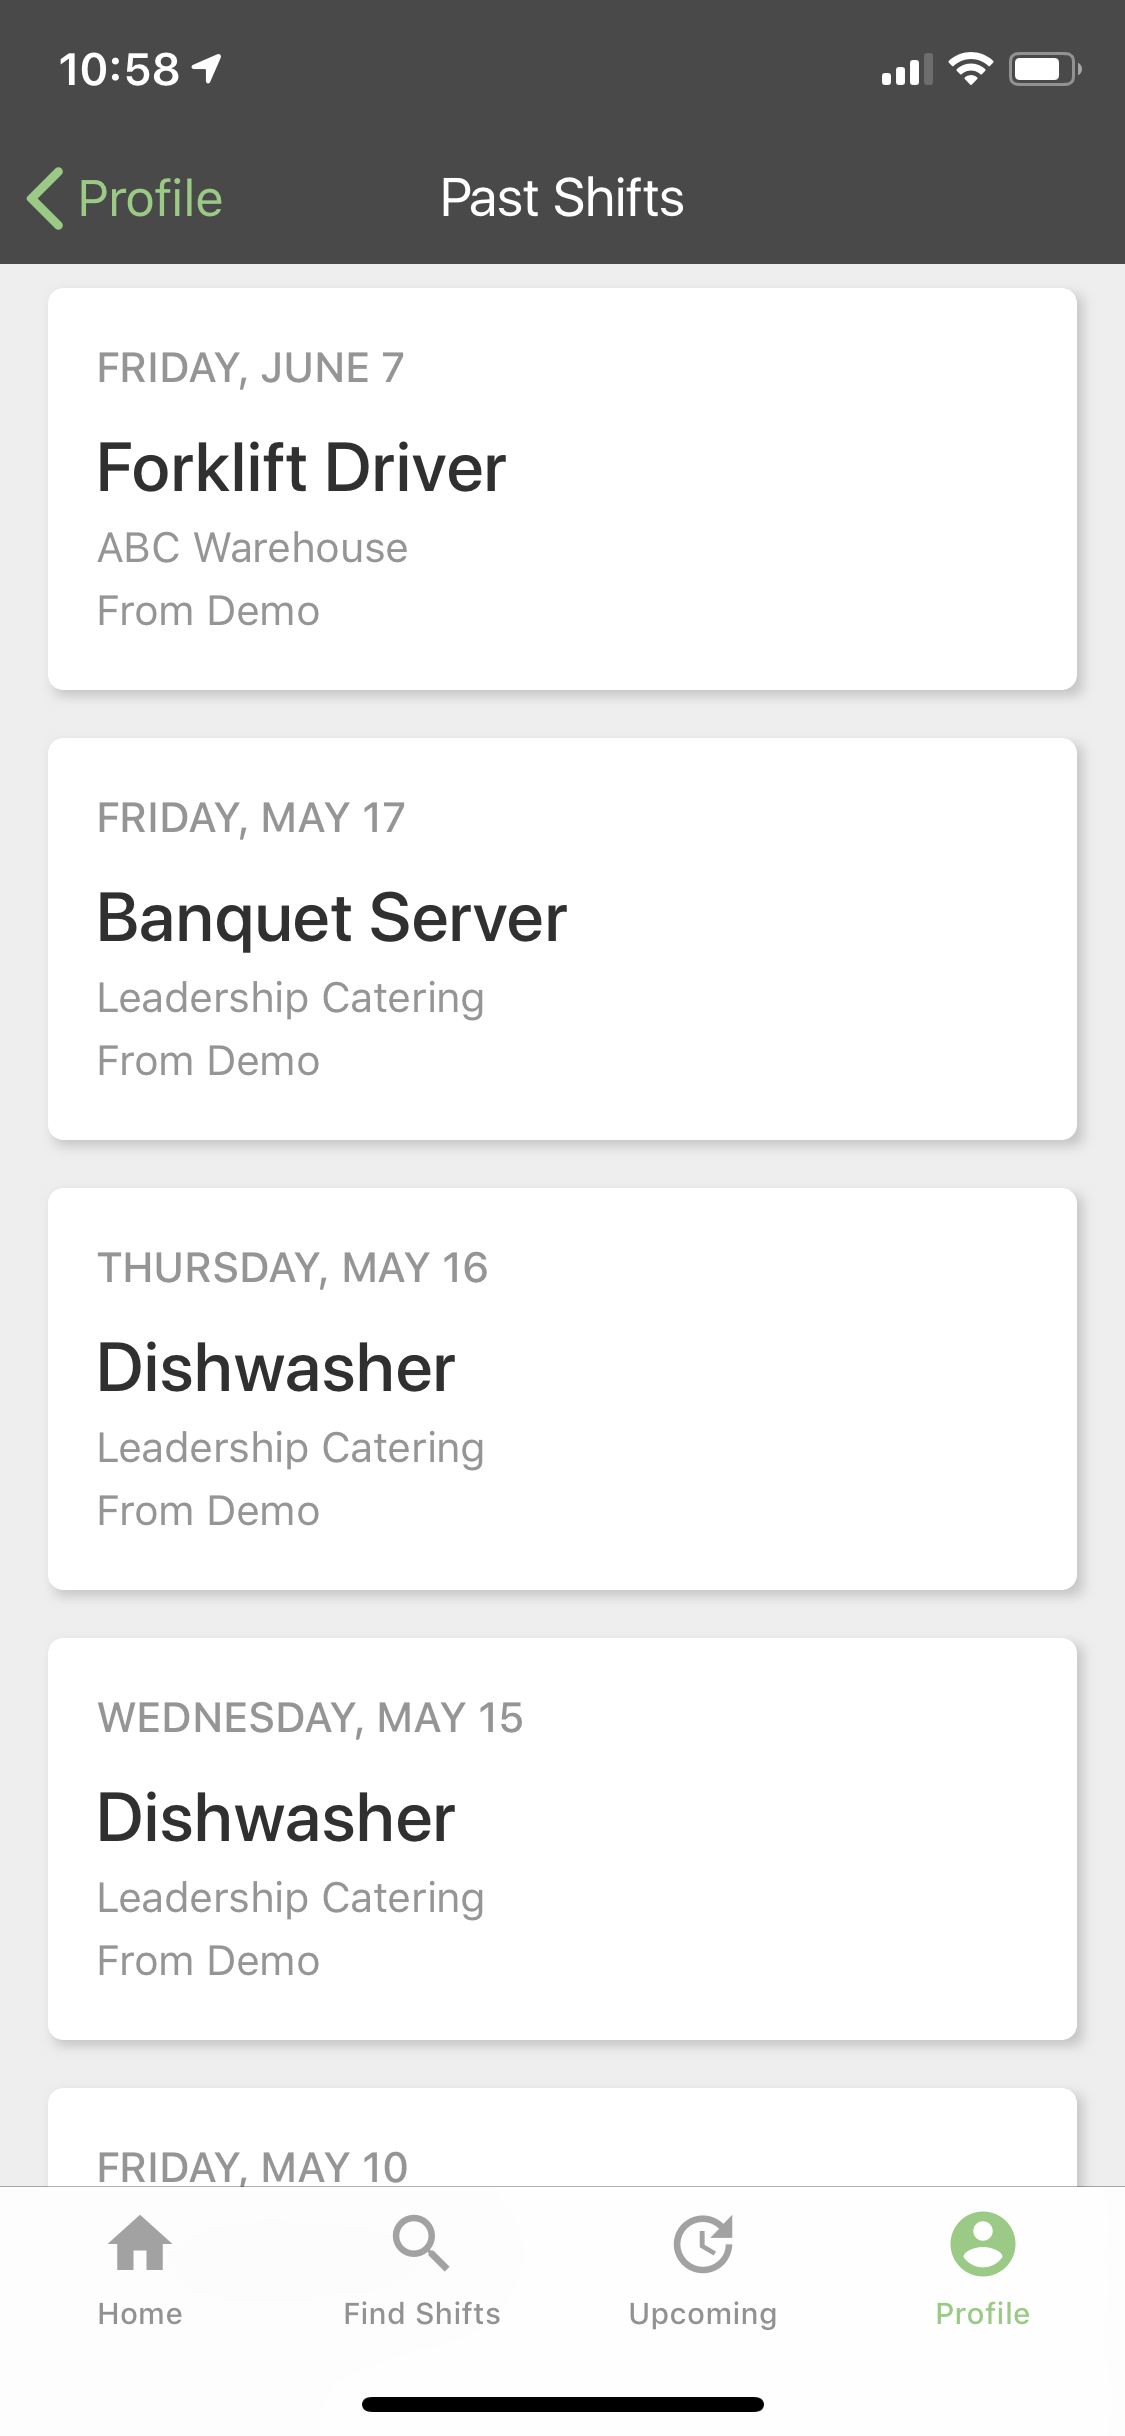 10:58
Profile
Past Shifts
FRIDAY, JUNE 7
Forklift Driver
ABC Warehouse
From Demo
FRIDAY, MAY 17
Banquet Server
Leadership Catering
From Demo
THURSDAY, MAY 16
Dishwasher
Leadership Catering
From Demo
WEDNESDAY, MAY 15
Dishwasher
Leadership Catering
From Demo
FRIDAY, MAY 10
Home
Find Shifts
Upcoming
Profile